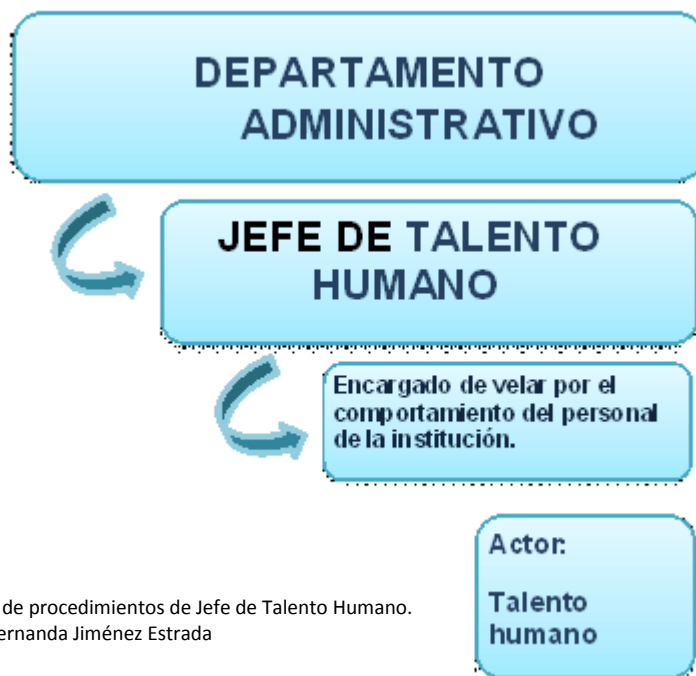 DEPARTAMENTO
ADMINISTRATIVO
JEFE DE TALENTO
HUMANO
Encargado de velar por el
comportamiento del personal
de la institución.
Actor:
Talento
humano
de procedimientos de Jefe de Talento Humano.
Jiménez Estrada